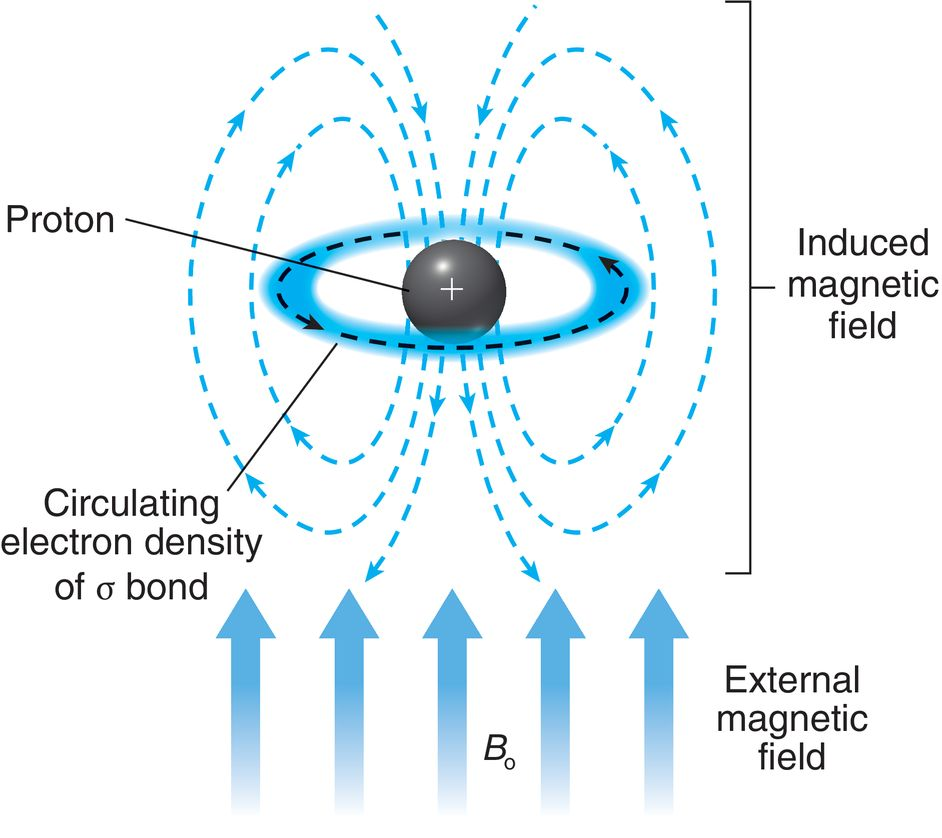 Proton
+
Induced
magnetic
field
Circulating
electron density
of σ bond
External
magnetic
field
Bo